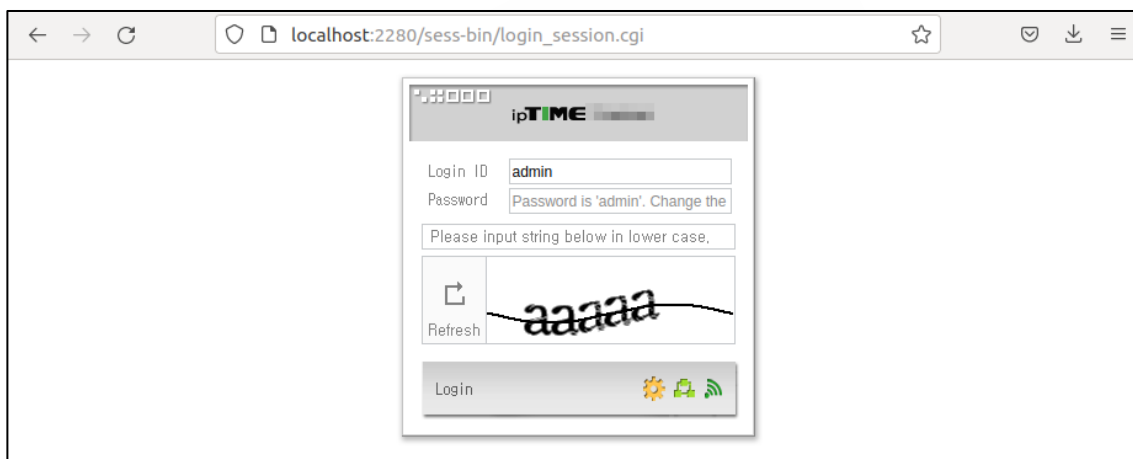 localhost:2280/sess-bin/login_session.cgi
ipTIME
Login ID admin
Password Password is 'admin'. Change the
Please input string below in lower case,
aaaaa
Refresh
Login